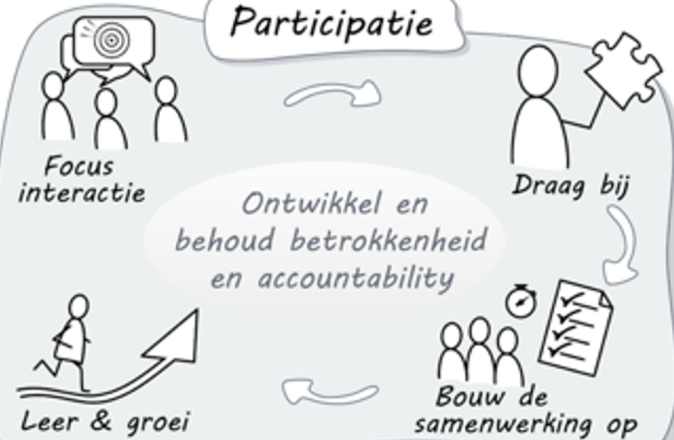 Participatie
Focus
interactie
Draag bij
Ontwikkel en
behoud betrokkenheid
en accountability
Bouw de
samenwerking op
Leer & groei